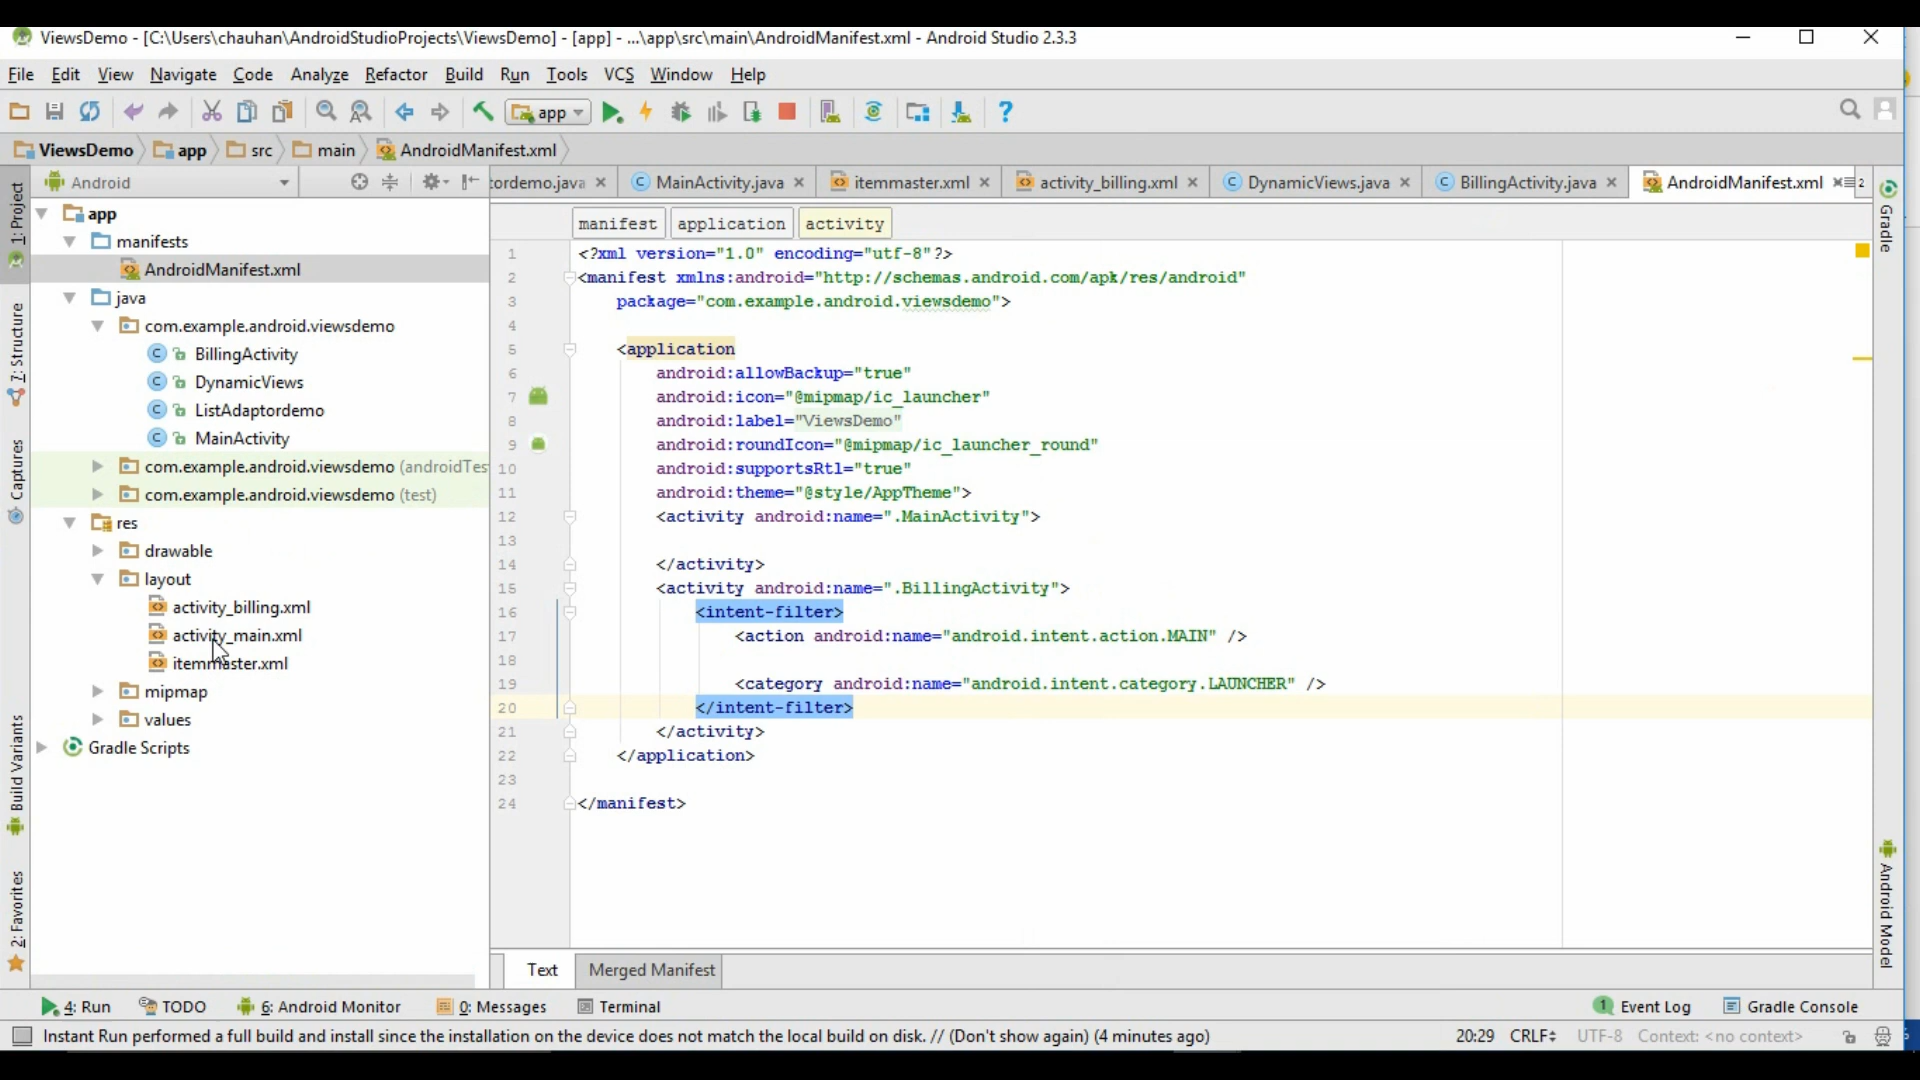 ViewsDemo - [C:\Users\chauhan\AndroidStudioProjects\ViewsDemo] - [app] - ...\app\src\main\AndroidManifest.xml - Android Studio 2.3.3
File Edit View Navigate Code Analyze Refactor Build Run Tools VCS Window Help
app
ViewsDemo app src main AndroidManifest.xml
Android
tordemo.java MainActivity.java itemmaster.xml activity_billing.xml DynamicViews.java BillingActivity.java AndroidManifest.xml 2
1: Project
7: Structure
Captures
Build Variants
2: Favorites
app
manifests
AndroidManifest.xml
java
com.example.android.viewsdemo
BillingActivity
DynamicViews
ListAdaptordemo
MainActivity
com.example.android.viewsdemo (androidTes
com.example.android.viewsdemo (test)
res
drawable
layout
activity_billing.xml
activity_main.xml
itemmaster.xml
mipmap
values
Gradle Scripts
manifest application activity
1 <?xml version="1.0" encoding="utf-8"?>
2 <manifest xmlns:android="http://schemas.android.com/apk/res/android"
3 package="com.example.android.viewsdemo">
4
5 <application
6 android:allowBackup="true"
7 android:icon="@mipmap/ic_launcher"
8 android:label="ViewsDemo"
9 android:roundIcon="@mipmap/ic_launcher_round"
10 android:supportsRtl="true"
11 android:theme="@style/AppTheme">
12 <activity android:name=".MainActivity">
13
14 </activity>
15 <activity android:name=".BillingActivity">
16 <intent-filter>
17 <action android:name="android.intent.action.MAIN" />
18
19 <category android:name="android.intent.category.LAUNCHER" />
20 </intent-filter>
21 </activity>
22 </application>
23
24 </manifest>
Gradle
Android Model
Text Merged Manifest
4: Run TODO 6: Android Monitor 0: Messages Terminal 1 Event Log Gradle Console
Instant Run performed a full build and install since the installation on the device does not match the local build on disk. // (Don't show again) (4 minutes ago) 20:29 CRLF UTF-8 Context: <no context>